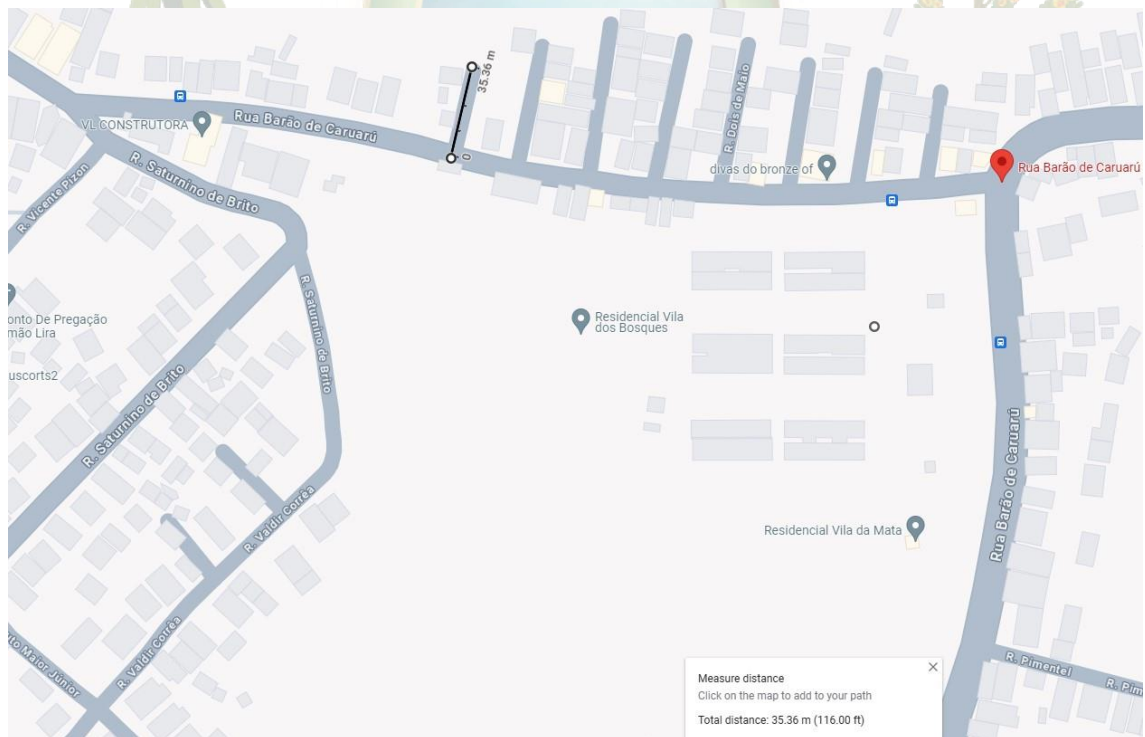 35.36 m
0
VL CONSTRUTORA
Rua Barão de Caruarú
R. Dois de Maio
divas do bronze of
Rua Barão de Caruarú
R. Vicente Pizon
R. Saturnino de Brito
R. Saturnino de Brito
onto De Pregação
mão Lira
uscorts2
Residencial Vila
dos Bosques
R. Saturnino de Brito
Rua Barão de Caruarú
R. Valdir Corrêa
Residencial Vila da Mata
R. Valdir Corrêa
Maior Júnior
R. Pimentel
R. Pim
Measure distance
Click on the map to add to your path
Total distance: 35.36 m (116.00 ft)